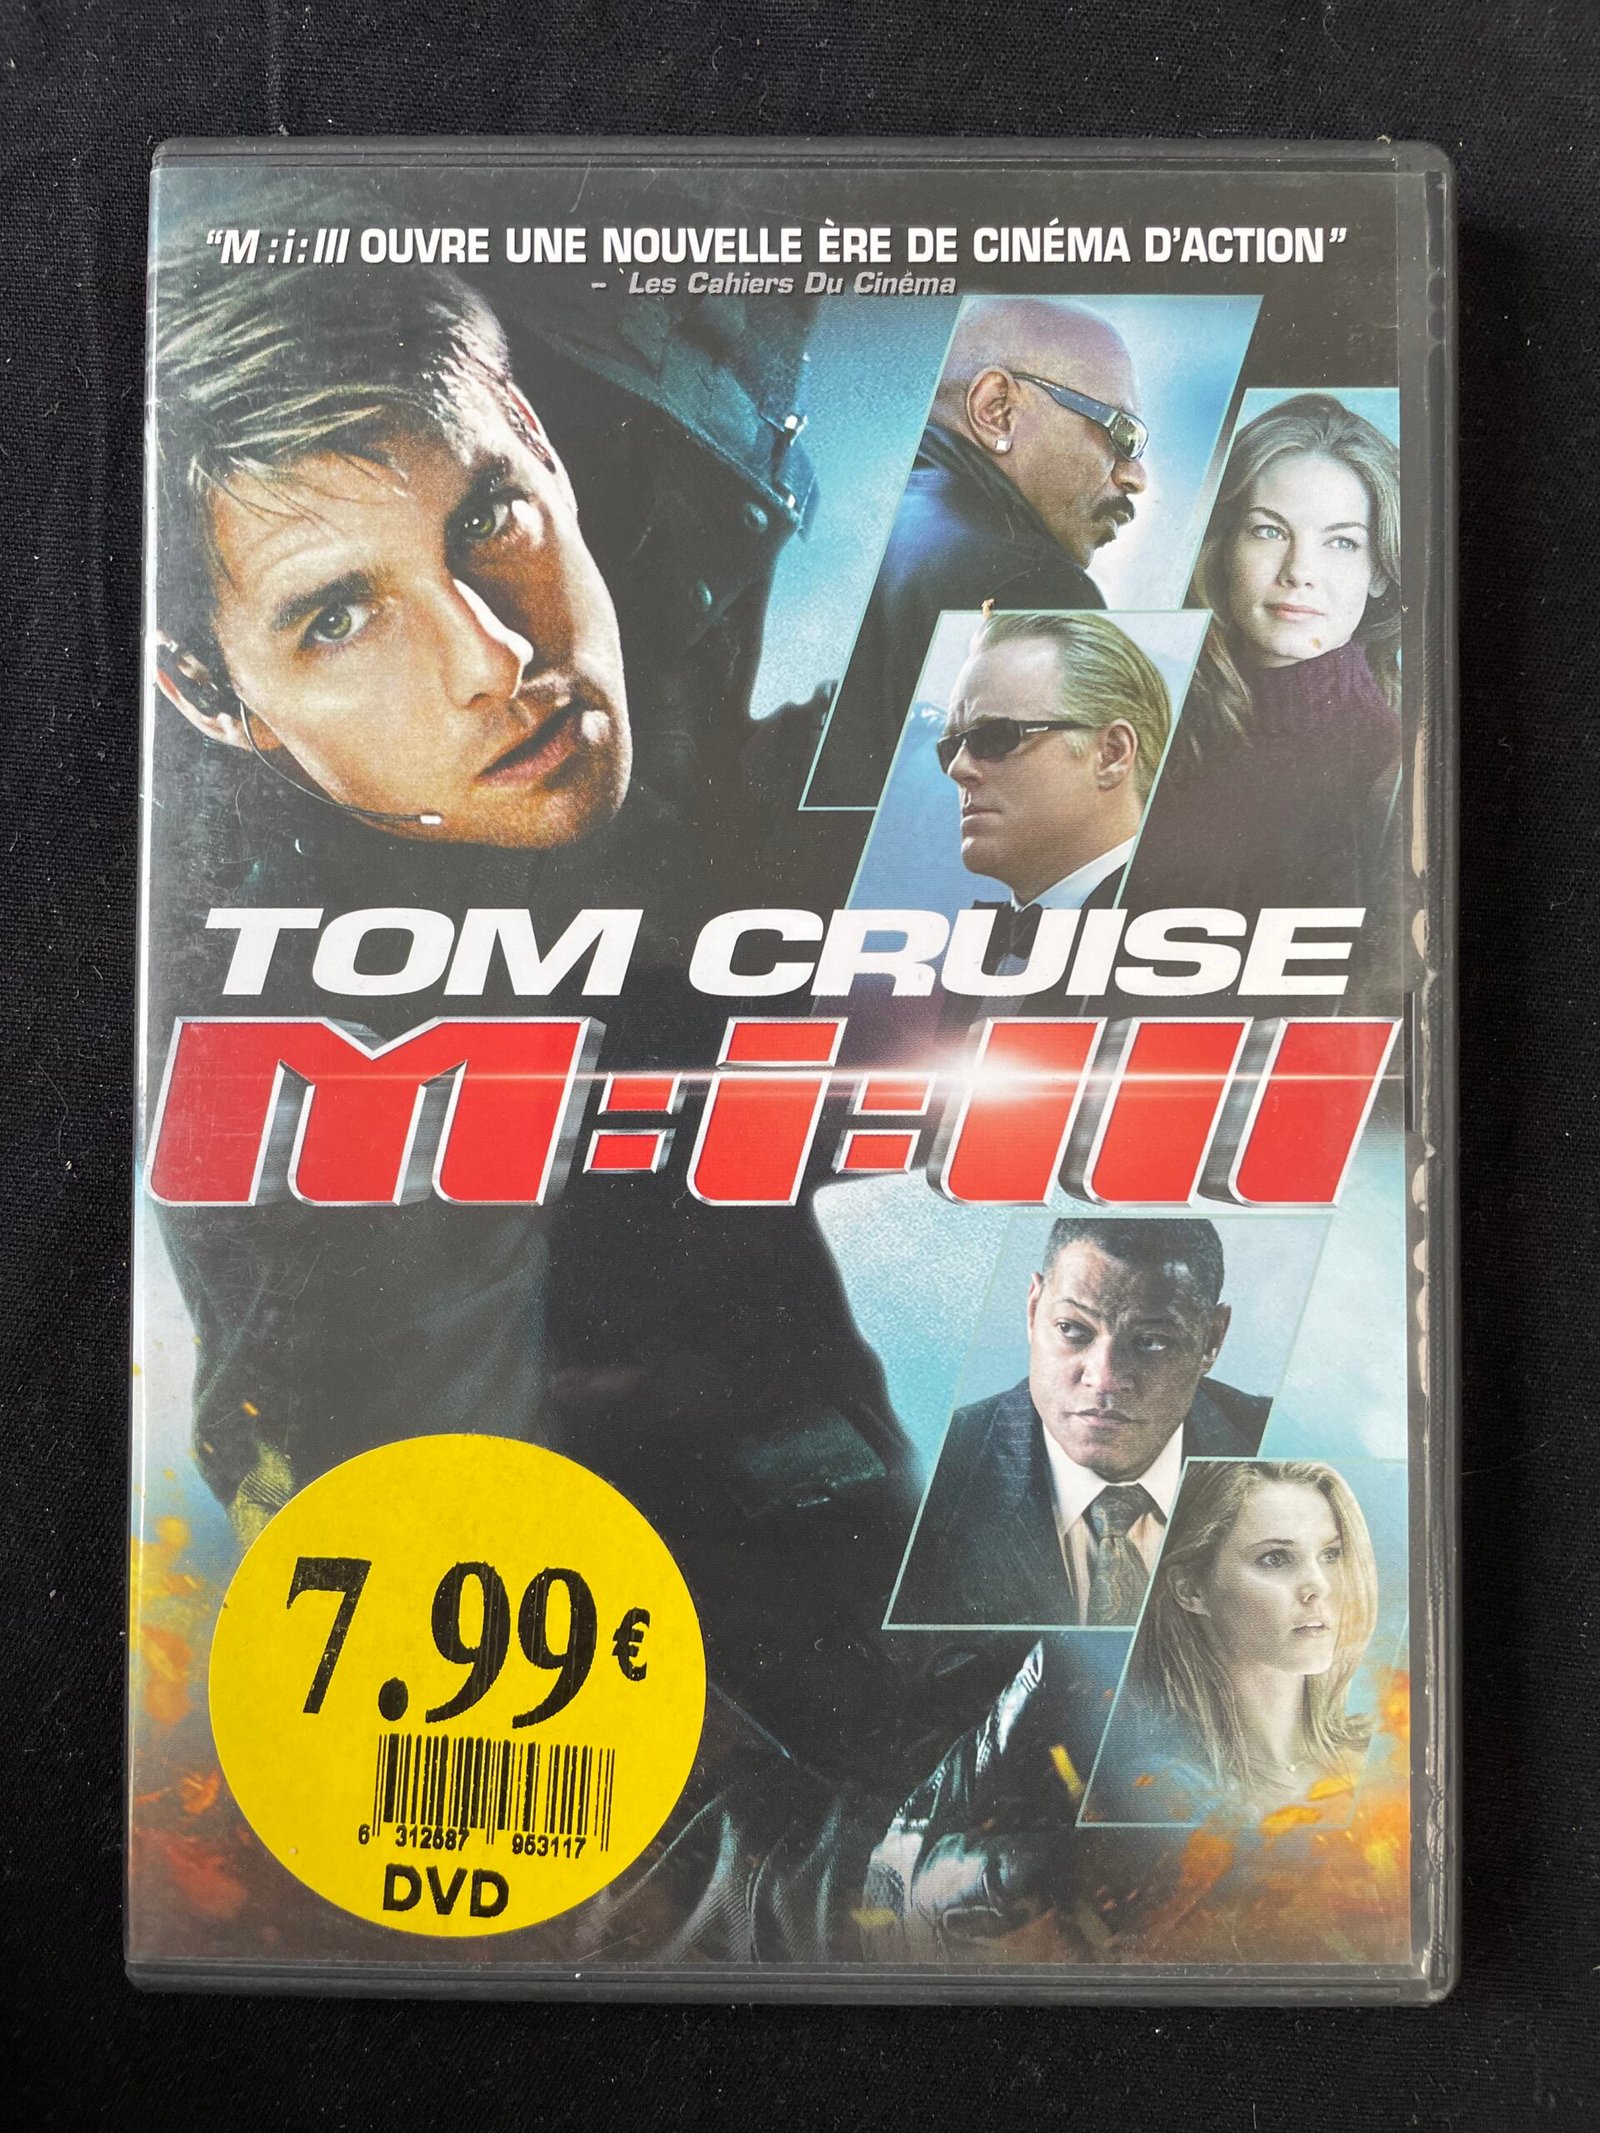 “M:i:III OUVRE UNE NOUVELLE ÈRE DE CINÉMA D’ACTION”
– Les Cahiers Du Cinéma
TOM CRUISE
M:i:III
7.99€
6 312587 953117
DVD